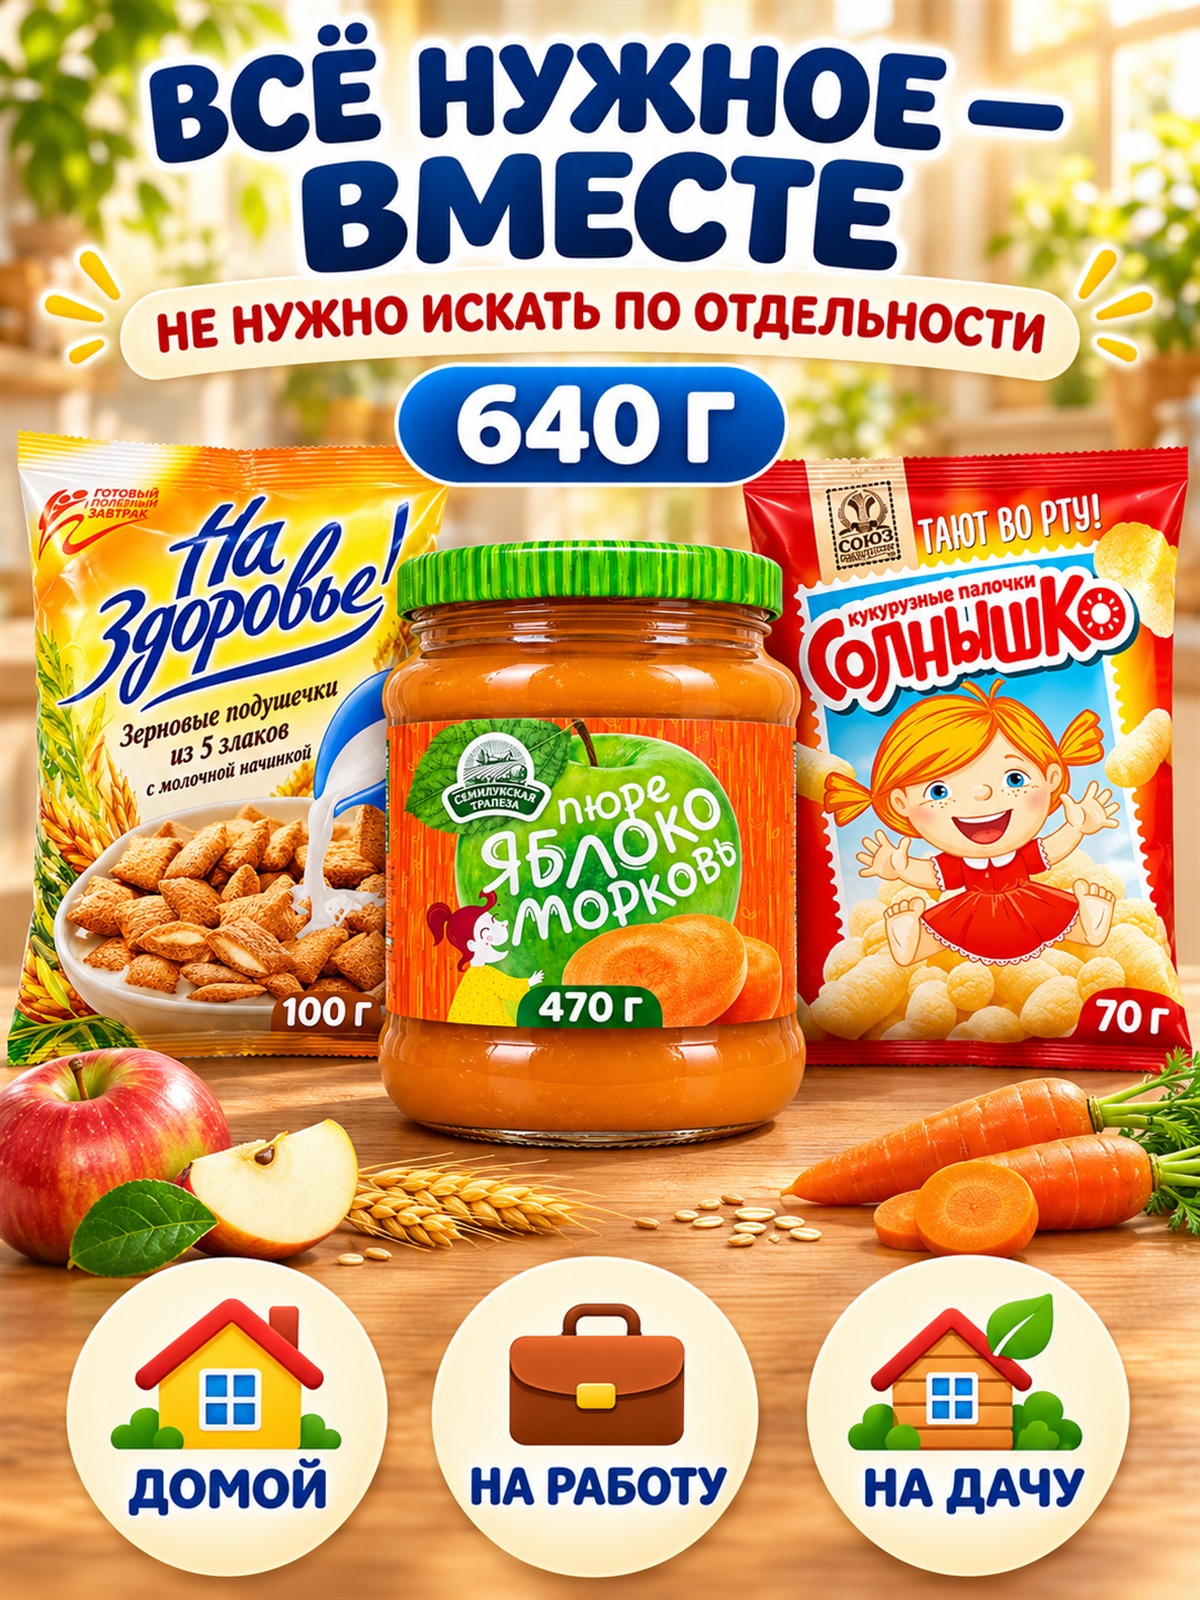 ВСЁ НУЖНОЕ –
ВМЕСТЕ
НЕ НУЖНО ИСКАТЬ ПО ОТДЕЛЬНОСТИ
640 Г
ГОТОВЫЙ
ПОЛЕЗНЫЙ
ЗАВТРАК
На
Здоровье!
Зерновые подушечки
из 5 злаков
с молочной начинкой
100 г
СЕМИЛУКСКАЯ
ТРАПЕЗА
ПЮРЕ
ЯБЛОКО
МОРКОВЬ
470 г
СОЮЗ
ТАЮТ ВО РТУ!
КУКУРУЗНЫЕ ПАЛОЧКИ
СОЛНЫШКО
70 г
ДОМОЙ
НА РАБОТУ
НА ДАЧУ